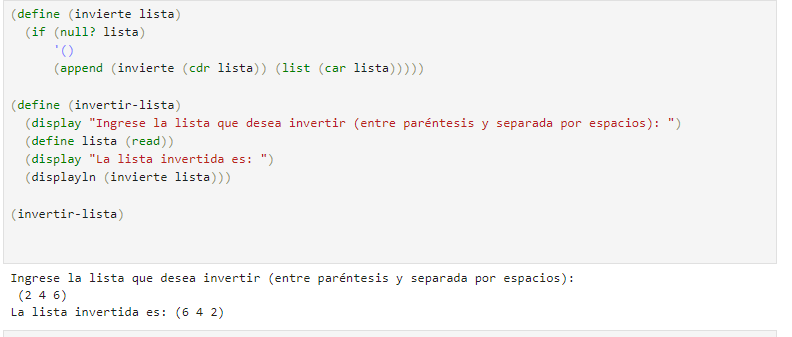 (define (invierte lista)
  (if (null? lista)
      '()
      (append (invierte (cdr lista)) (list (car lista)))))
(define (invertir-lista)
  (display "Ingrese la lista que desea invertir (entre paréntesis y separada por espacios): ")
  (define lista (read))
  (display "La lista invertida es: ")
  (displayln (invierte lista)))
(invertir-lista)
Ingrese la lista que desea invertir (entre paréntesis y separada por espacios):
 (2 4 6)
La lista invertida es: (6 4 2)